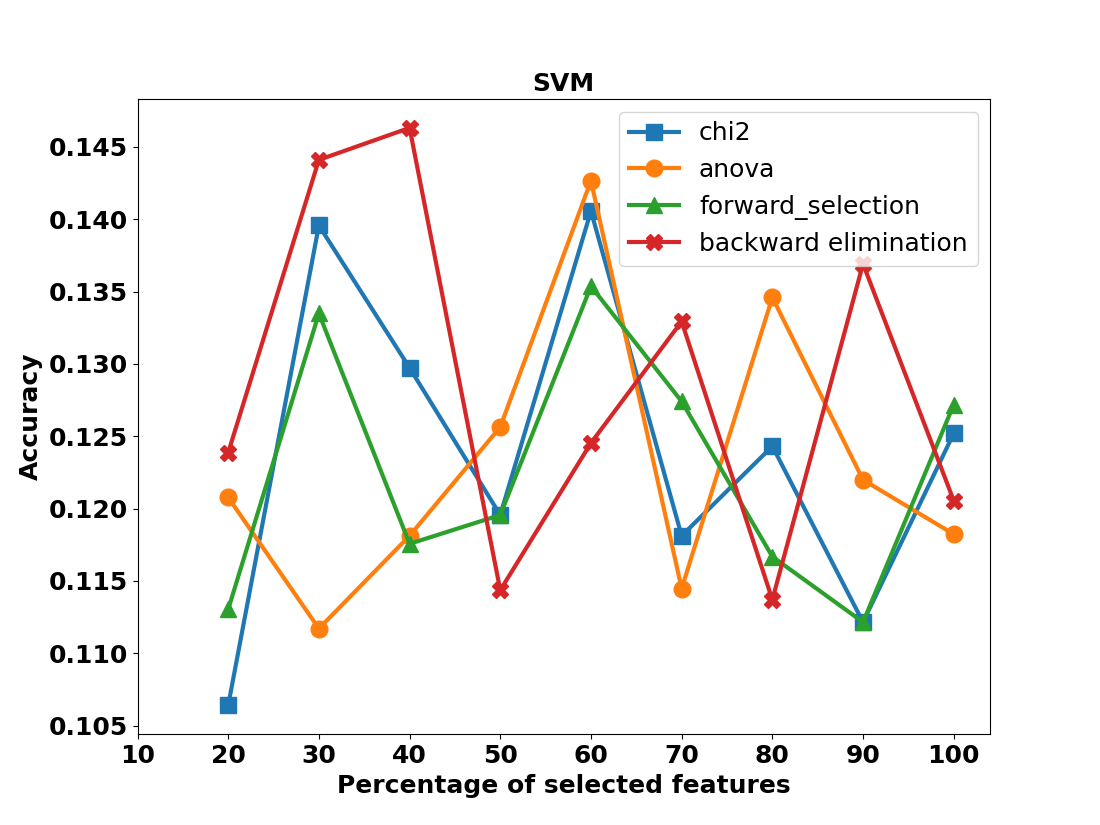 SVM
chi2
anova
forward_selection
backward elimination
Accuracy
0.145
0.140
0.135
0.130
0.125
0.120
0.115
0.110
0.105
10 20 30 40 50 60 70 80 90 100
Percentage of selected features